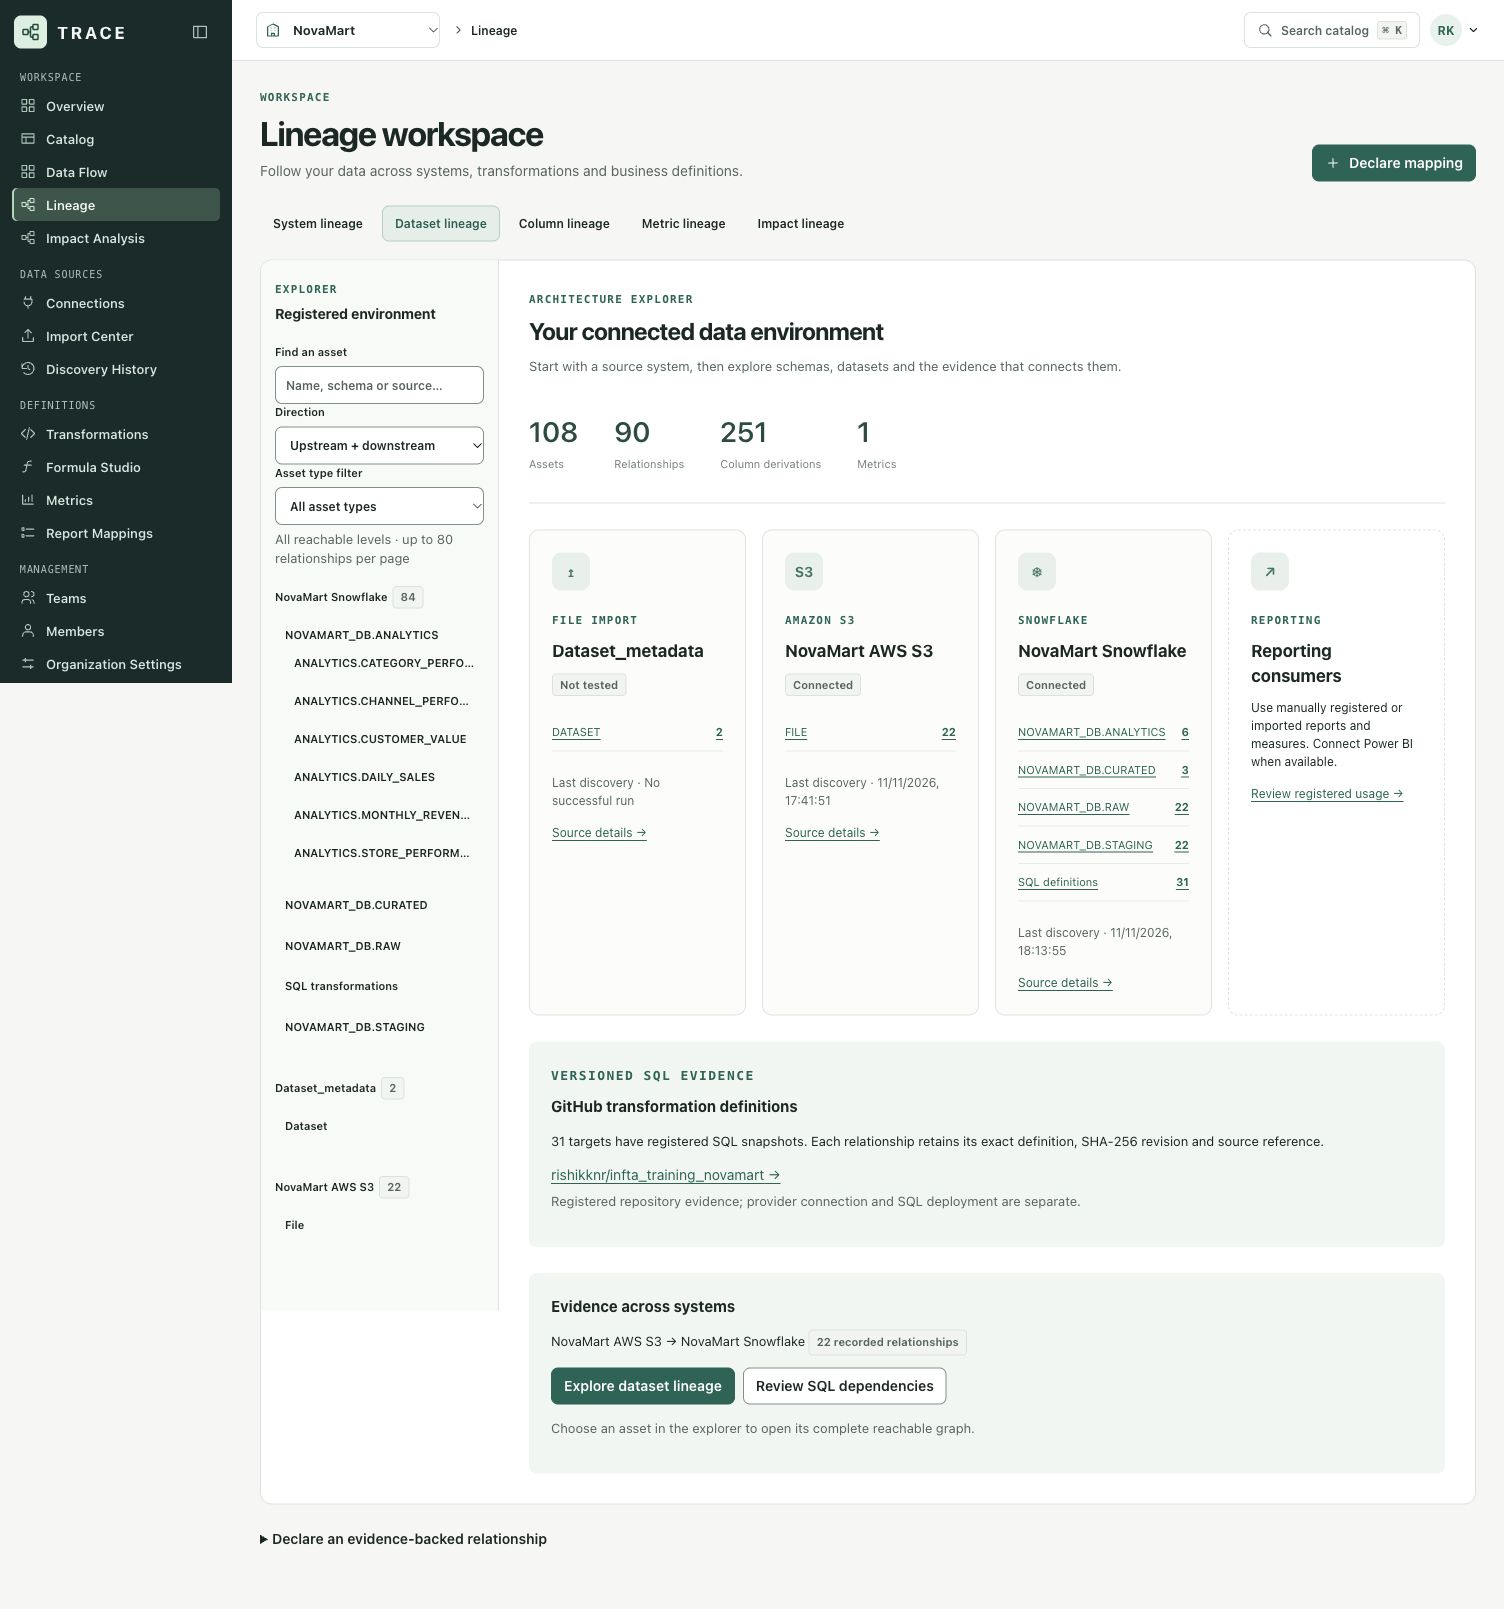 TRACE
WORKSPACE
Overview
Catalog
Data Flow
Lineage
Impact Analysis
DATA SOURCES
Connections
Import Center
Discovery History
DEFINITIONS
Transformations
Formula Studio
Metrics
Report Mappings
MANAGEMENT
Teams
Members
Organization Settings
NovaMart
Lineage
Search catalog ⌘ K
RK
WORKSPACE
Lineage workspace
Follow your data across systems, transformations and business definitions.
+ Declare mapping
System lineage
Dataset lineage
Column lineage
Metric lineage
Impact lineage
EXPLORER
Registered environment
Find an asset
Name, schema or source...
Direction
Upstream + downstream
Asset type filter
All asset types
All reachable levels · up to 80
relationships per page
NovaMart Snowflake 84
NOVAMART_DB.ANALYTICS
ANALYTICS.CATEGORY_PERFO...
ANALYTICS.CHANNEL_PERFO...
ANALYTICS.CUSTOMER_VALUE
ANALYTICS.DAILY_SALES
ANALYTICS.MONTHLY_REVEN...
ANALYTICS.STORE_PERFORM...
NOVAMART_DB.CURATED
NOVAMART_DB.RAW
SQL transformations
NOVAMART_DB.STAGING
Dataset_metadata 2
Dataset
NovaMart AWS S3 22
File
ARCHITECTURE EXPLORER
Your connected data environment
Start with a source system, then explore schemas, datasets and the evidence that connects them.
108
Assets
90
Relationships
251
Column derivations
1
Metrics
↥
FILE IMPORT
Dataset_metadata
Not tested
DATASET 2
Last discovery · No
successful run
Source details →
S3
AMAZON S3
NovaMart AWS S3
Connected
FILE 22
Last discovery · 11/11/2026,
17:41:51
Source details →
❄
SNOWFLAKE
NovaMart Snowflake
Connected
NOVAMART_DB.ANALYTICS 6
NOVAMART_DB.CURATED 3
NOVAMART_DB.RAW 22
NOVAMART_DB.STAGING 22
SQL definitions 31
Last discovery · 11/11/2026,
18:13:55
Source details →
↗
REPORTING
Reporting
consumers
Use manually registered or
imported reports and
measures. Connect Power BI
when available.
Review registered usage →
VERSIONED SQL EVIDENCE
GitHub transformation definitions
31 targets have registered SQL snapshots. Each relationship retains its exact definition, SHA-256 revision and source reference.
rishikknr/infta_training_novamart →
Registered repository evidence; provider connection and SQL deployment are separate.
Evidence across systems
NovaMart AWS S3 → NovaMart Snowflake 22 recorded relationships
Explore dataset lineage
Review SQL dependencies
Choose an asset in the explorer to open its complete reachable graph.
▶ Declare an evidence-backed relationship